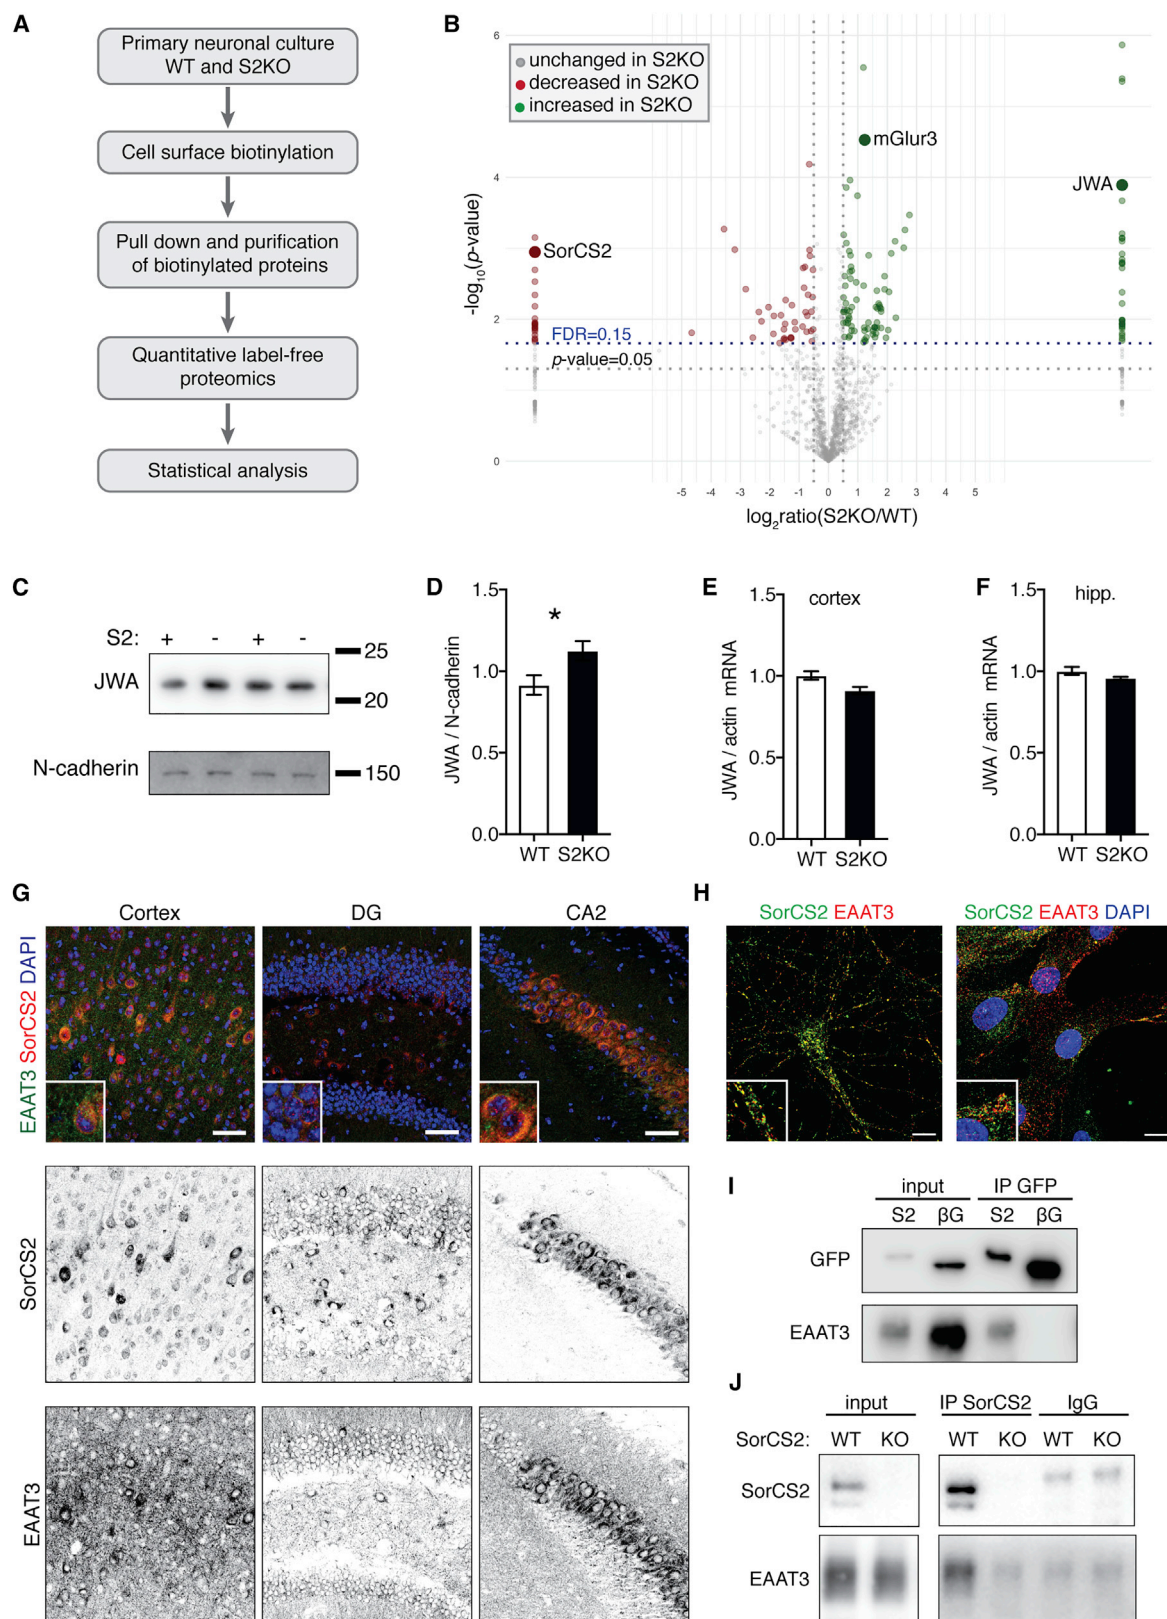 A
Primary neuronal culture
WT and S2KO
Cell surface biotinylation
Pull down and purification
of biotinylated proteins
Quantitative label-free
proteomics
Statistical analysis
B
6
unchanged in S2KO
decreased in S2KO
increased in S2KO
mGlur3
4
JWA
-log10(p-value)
SorCS2
2
FDR=0.15
p-value=0.05
0
-5 -4 -3 -2 -1 0 1 2 3 4 5
log2ratio(S2KO/WT)
C
S2: + - + -
25
JWA
20
N-cadherin
150
D
1.5
*
1.0
0.5
0.0
JWA / N-cadherin
WT S2KO
E
1.5
cortex
1.0
0.5
0.0
JWA / actin mRNA
WT S2KO
F
1.5
hipp.
1.0
0.5
0.0
JWA / actin mRNA
WT S2KO
G
Cortex DG CA2
EAAT3 SorCS2 DAPI
SorCS2
EAAT3
H
SorCS2 EAAT3
SorCS2 EAAT3 DAPI
I
input IP GFP
S2 βG S2 βG
GFP
EAAT3
J
input IP SorCS2 IgG
SorCS2: WT KO WT KO WT KO
SorCS2
EAAT3